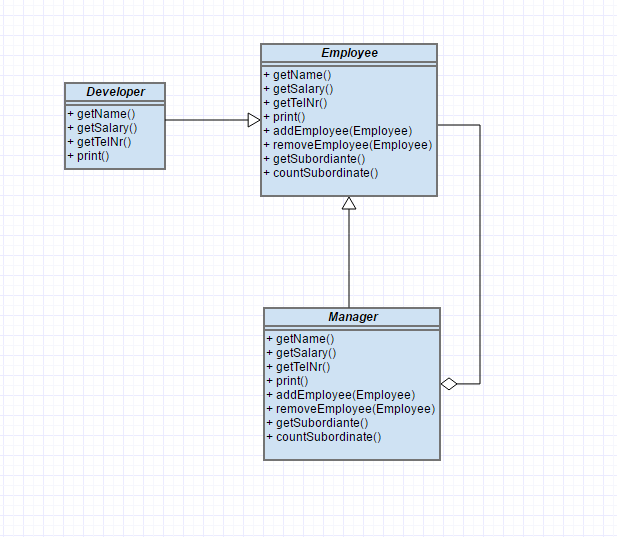 Employee
+ getName()
+ getSalary()
+ getTelNr()
+ print()
+ addEmployee(Employee)
+ removeEmployee(Employee)
+ getSubordiante()
+ countSubordinate()
Developer
+ getName()
+ getSalary()
+ getTelNr()
+ print()
Manager
+ getName()
+ getSalary()
+ getTelNr()
+ print()
+ addEmployee(Employee)
+ removeEmployee(Employee)
+ getSubordiante()
+ countSubordinate()